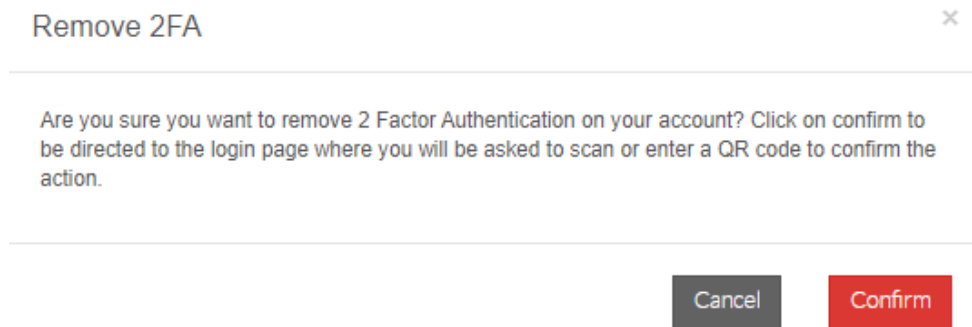 Remove 2FA
×
Are you sure you want to remove 2 Factor Authentication on your account? Click on confirm to
be directed to the login page where you will be asked to scan or enter a QR code to confirm the
action.
Cancel Confirm